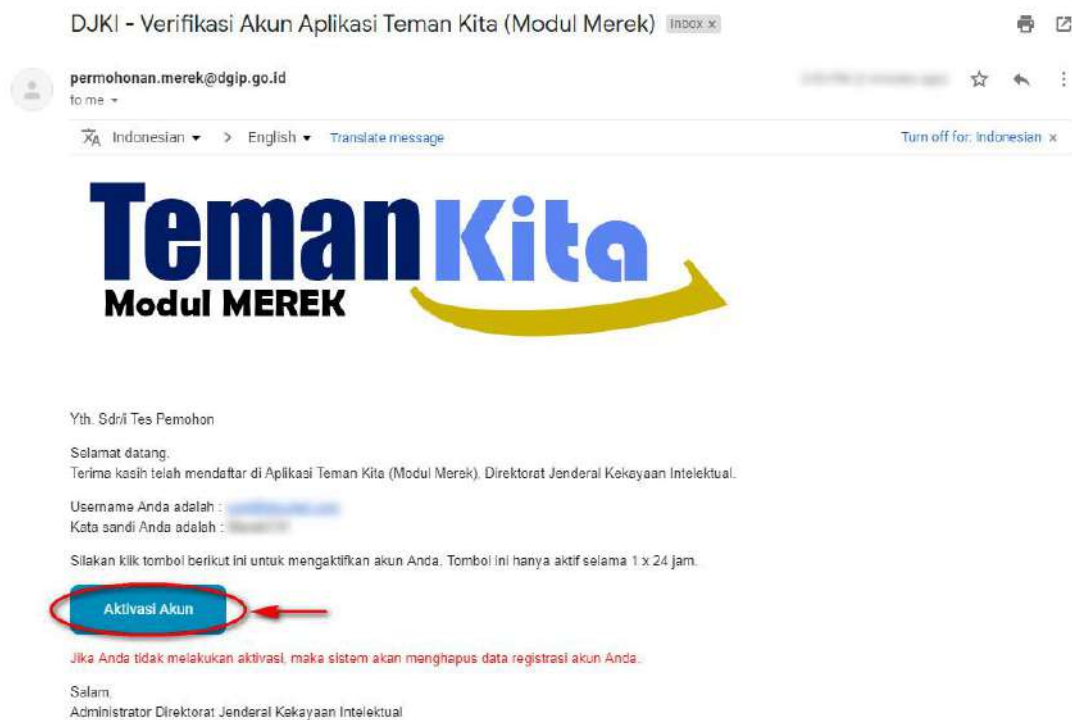 DJKI - Verifikasi Akun Aplikasi Teman Kita (Modul Merek) Inbox x
permohonan.merek@dgip.go.id
to me
Indonesian > English Translate message Turn off for: Indonesian x
Teman Kita
Modul MEREK
Yth. Sdr/i Tes Pemohon
Selamat datang.
Terima kasih telah mendaftar di Aplikasi Teman Kita (Modul Merek), Direktorat Jenderal Kekayaan Intelektual.
Username Anda adalah :
Kata sandi Anda adalah :
Silakan klik tombol berikut ini untuk mengaktifkan akun Anda. Tombol ini hanya aktif selama 1 x 24 jam.
Aktivasi Akun
Jika Anda tidak melakukan aktivasi, maka sistem akan menghapus data registrasi akun Anda.
Salam,
Administrator Direktorat Jenderal Kekayaan Intelektual